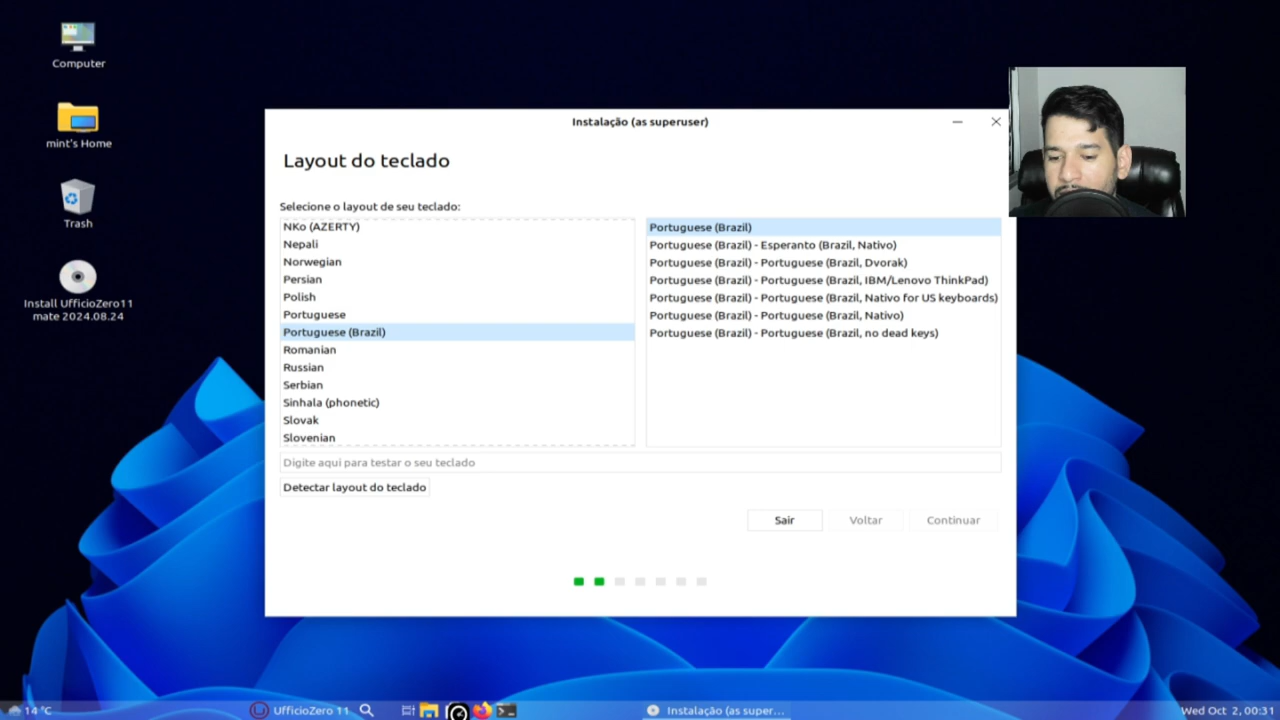 Computer
mint's Home
Trash
Install UfficioZero11
mate 2024.08.24
Instalação (as superuser)
Layout do teclado
Selecione o layout de seu teclado:
NKo (AZERTY)
Nepali
Norwegian
Persian
Polish
Portuguese
Portuguese (Brazil)
Romanian
Russian
Serbian
Sinhala (phonetic)
Slovak
Slovenian
Portuguese (Brazil)
Portuguese (Brazil) - Esperanto (Brazil, Nativo)
Portuguese (Brazil) - Portuguese (Brazil, Dvorak)
Portuguese (Brazil) - Portuguese (Brazil, IBM/Lenovo ThinkPad)
Portuguese (Brazil) - Portuguese (Brazil, Nativo for US keyboards)
Portuguese (Brazil) - Portuguese (Brazil, Nativo)
Portuguese (Brazil) - Portuguese (Brazil, no dead keys)
Digite aqui para testar o seu teclado
Detectar layout do teclado
Sair
Voltar
Continuar
14 °C
UfficioZero 11
Instalação (as super...
Wed Oct 2, 00:31